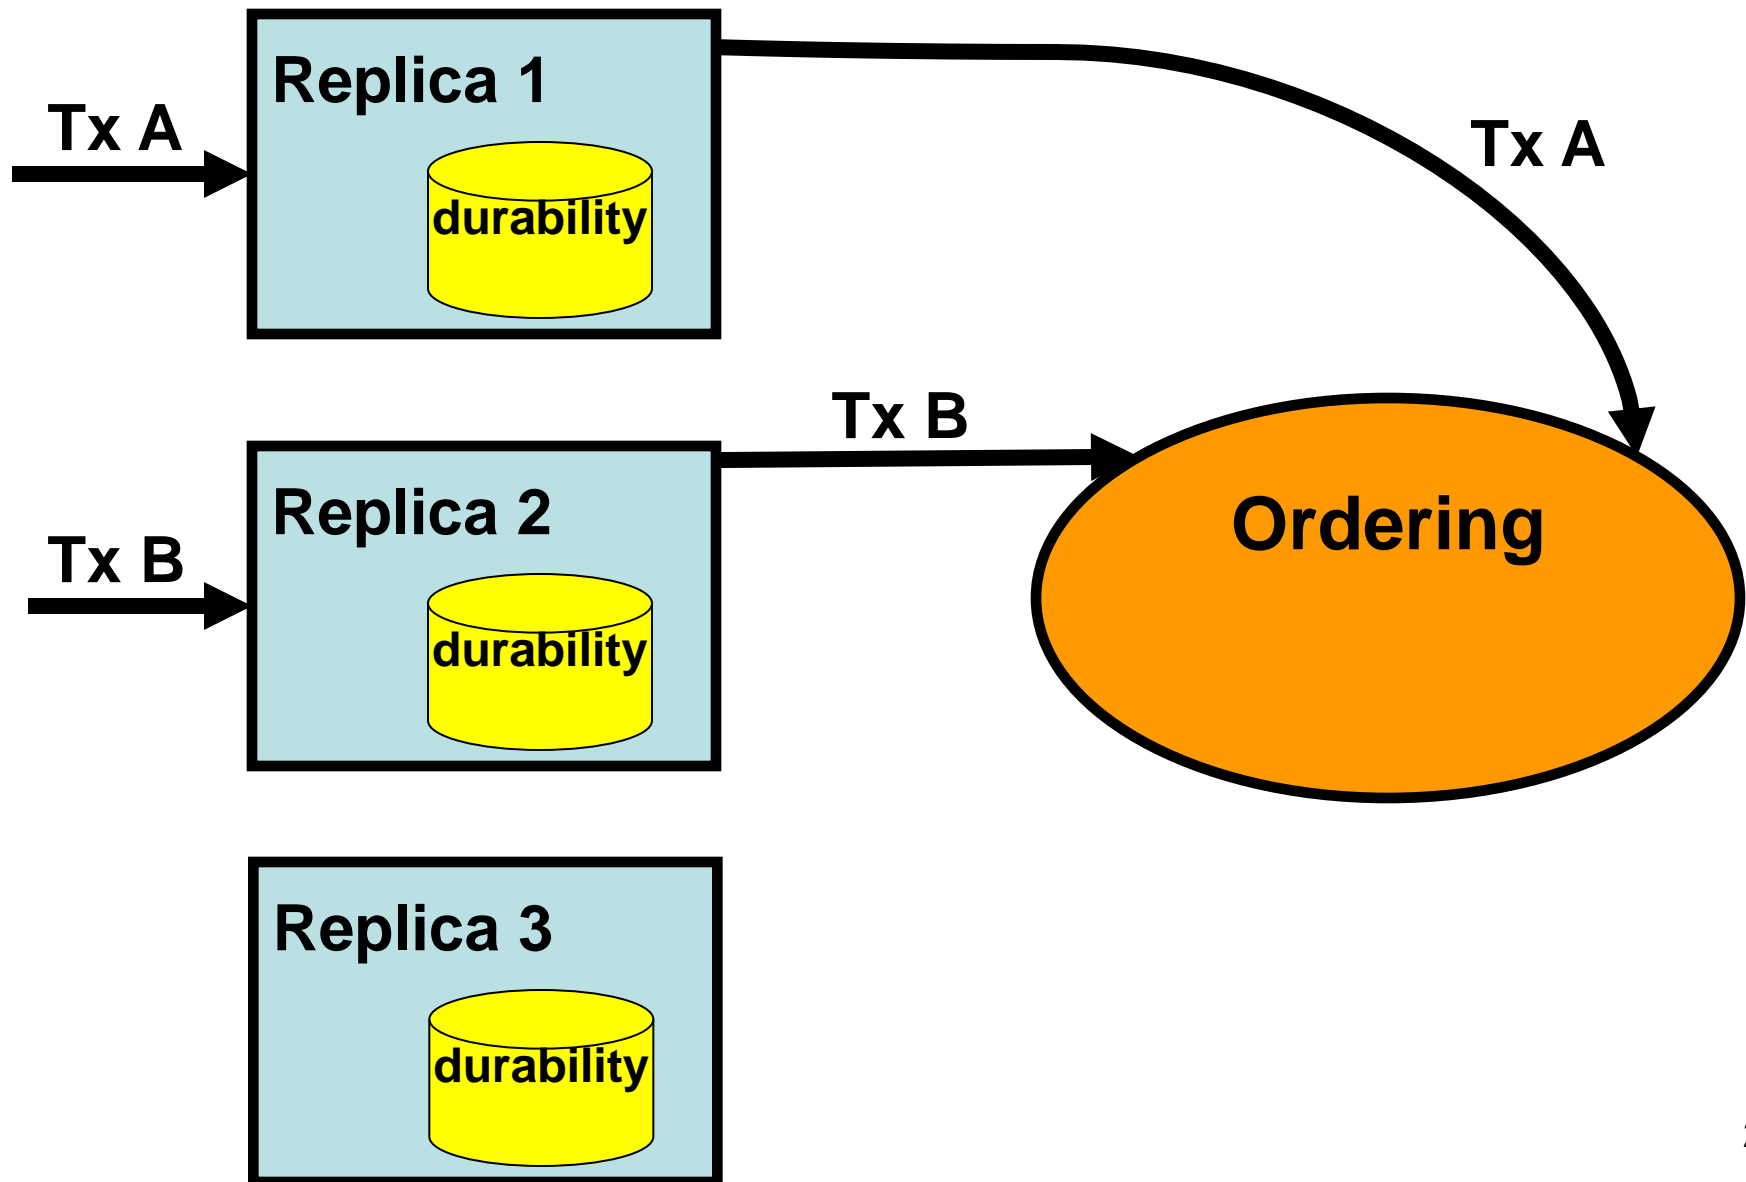 Replica 1
Tx A
Tx A
durability
Tx B
Replica 2
Ordering
Tx B
durability
Replica 3
durability